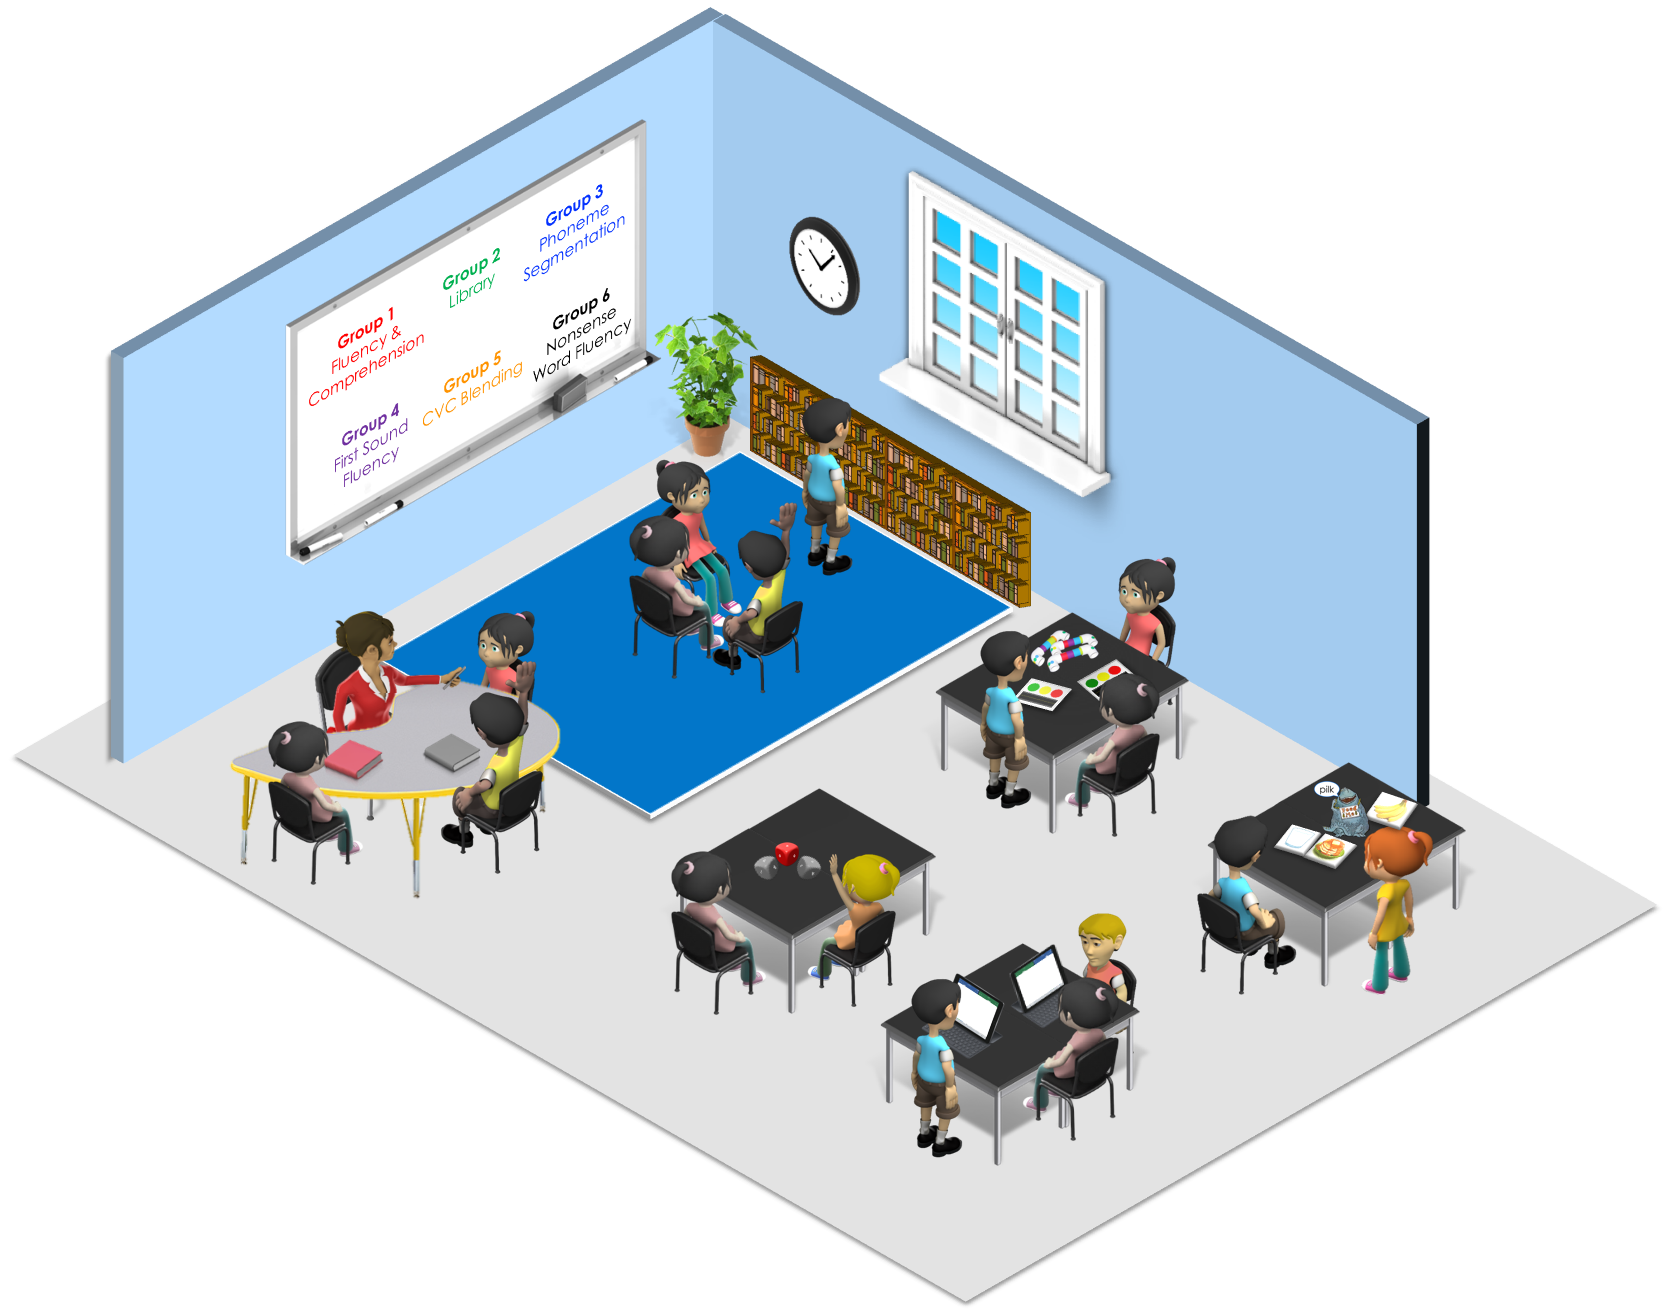 Group 1
Fluency &
Comprehension
Group 2
Library
Group 3
Phoneme
Segmentation
Group 4
First Sound
Fluency
Group 5
CVC Blending
Group 6
Nonsense
Word Fluency
pilk